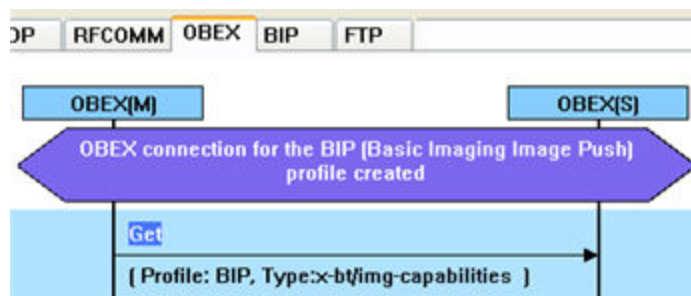 RFCOMM OBEX BIP FTP
OBEX(M) OBEX(S)
OBEX connection for the BIP (Basic Imaging Image Push)
profile created
Get
( Profile: BIP, Type:x-bt/img-capabilities )